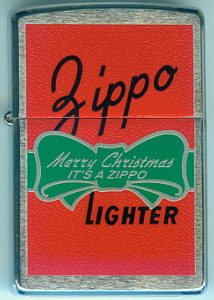 Zippo
Merry Christmas
IT'S A ZIPPO
LIGHTER